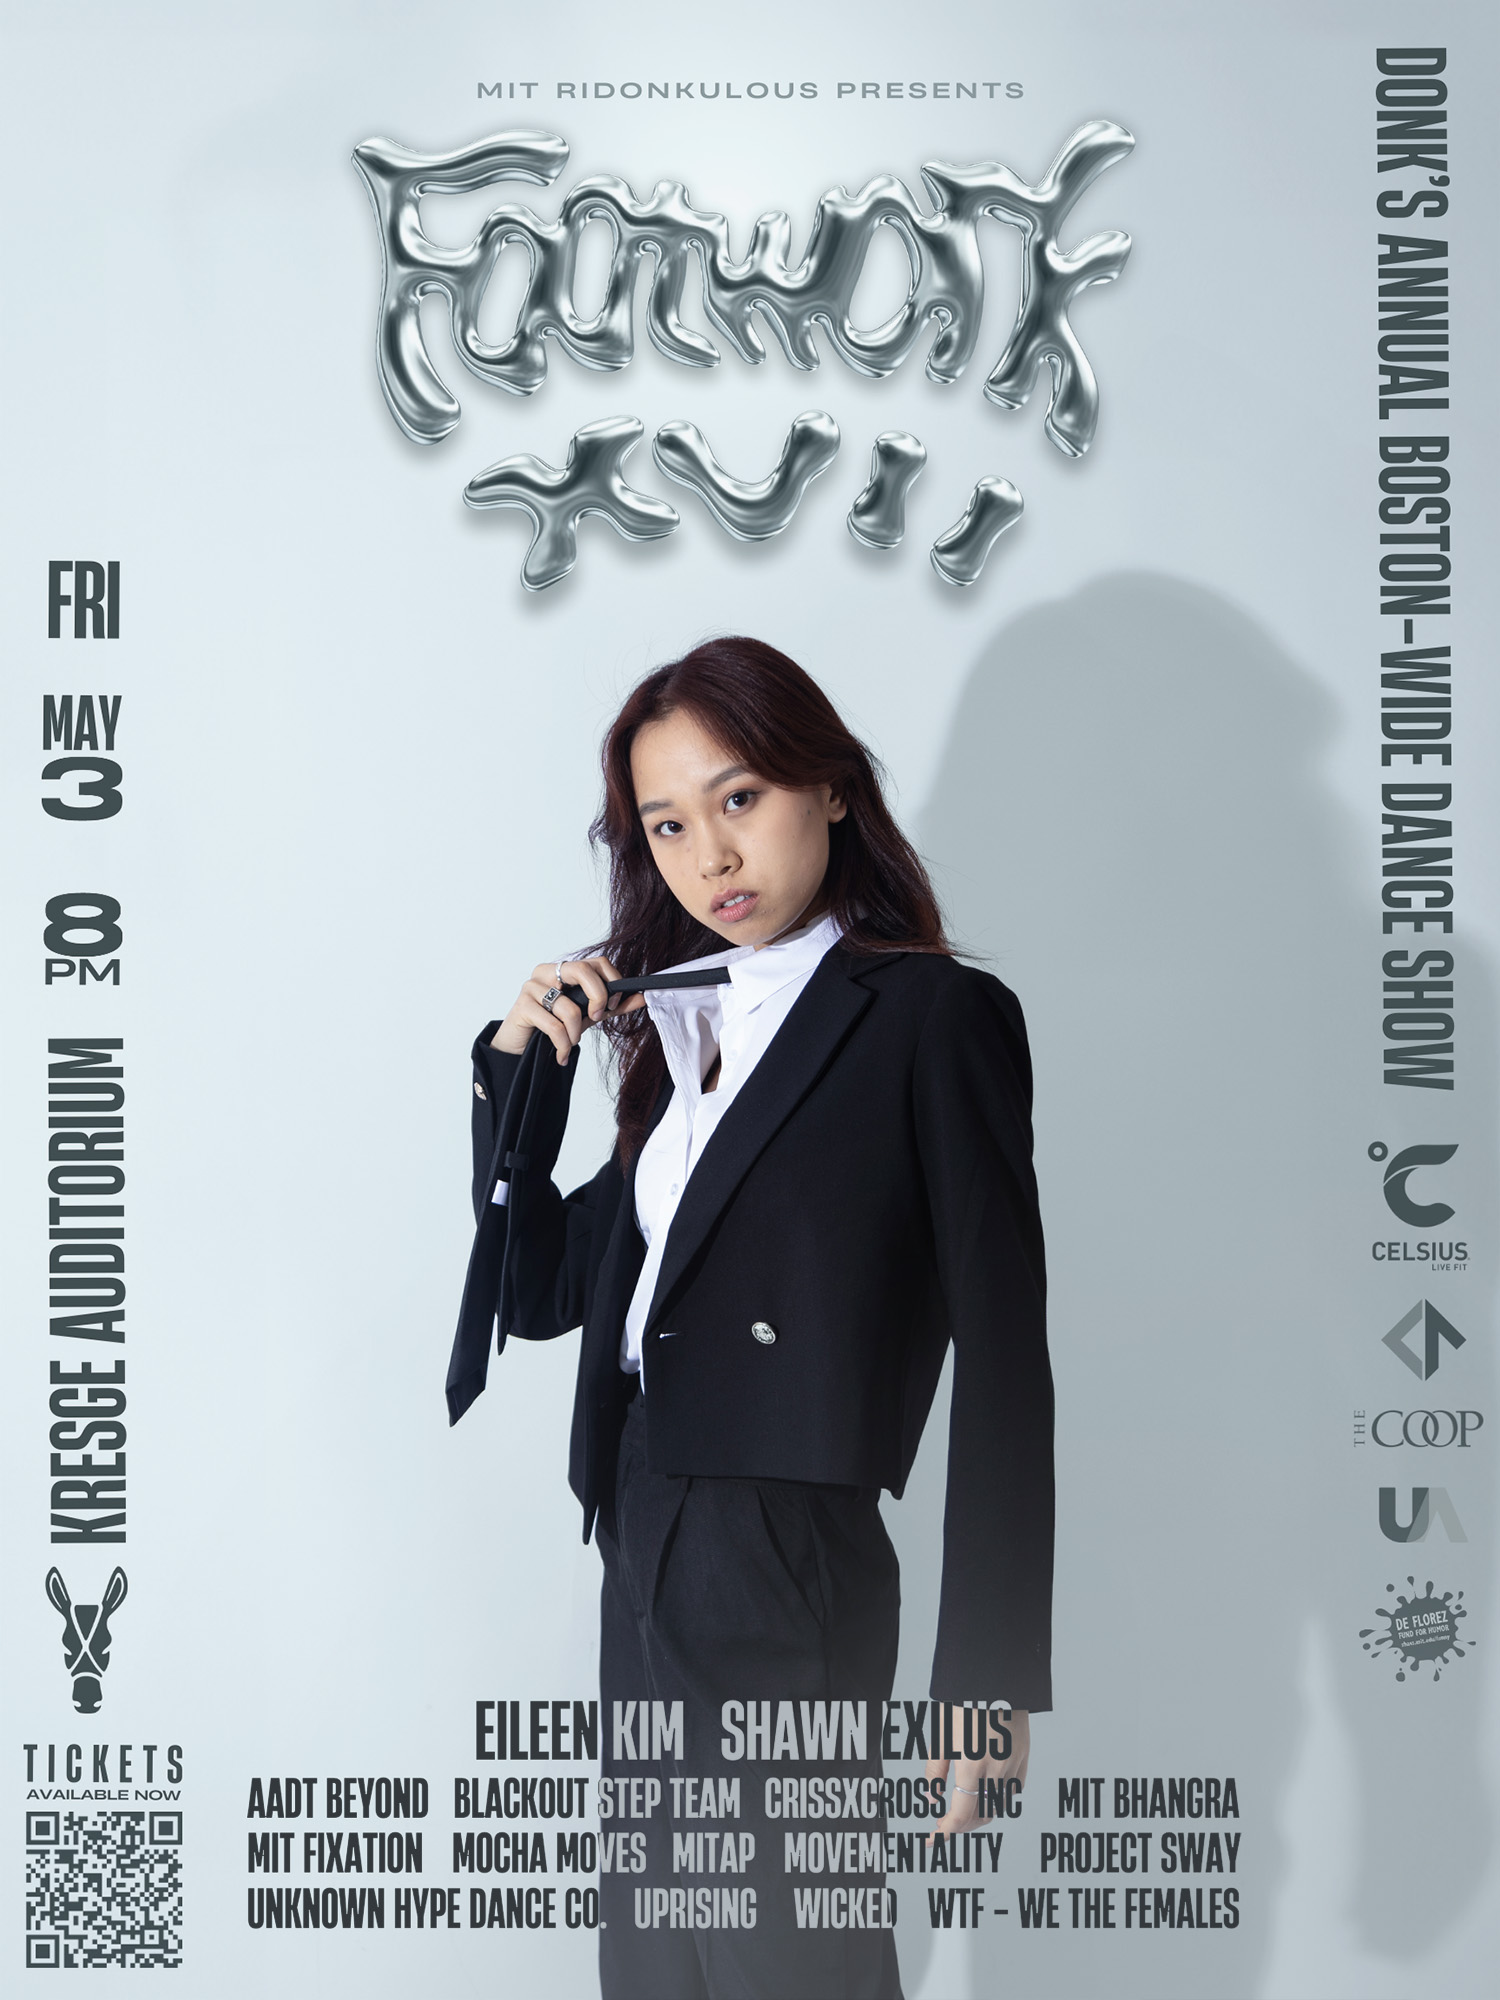 MIT RIDONKULOUS PRESENTS
Footwork
XVII
DONK'S ANNUAL BOSTON-WIDE DANCE SHOW
FRI
MAY
3
8
PM
KRESGE AUDITORIUM
TICKETS
AVAILABLE NOW
CELSIUS
LIVE FIT
THE COOP
UA
DE FLOREZ
FUND FOR HUMOR
EILEEN KIM SHAWN EXILUS
AADT BEYOND BLACKOUT STEP TEAM CRISSXCROSS INC MIT BHANGRA
MIT FIXATION MOCHA MOVES MITAP MOVEMENTALITY PROJECT SWAY
UNKNOWN HYPE DANCE CO. UPRISING WICKED WTF - WE THE FEMALES